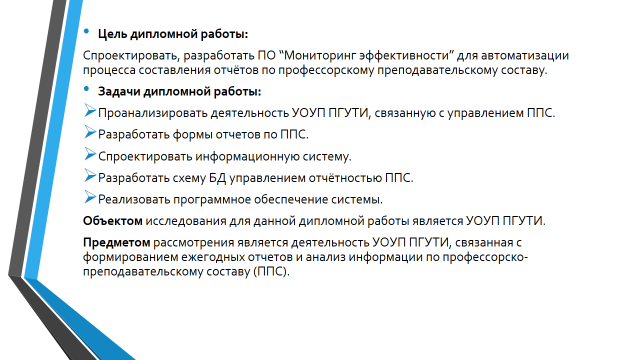 Цель дипломной работы:
Спроектировать, разработать ПО “Мониторинг эффективности” для автоматизации
процесса составления отчётов по профессорскому преподавательскому составу.
Задачи дипломной работы:
Проанализировать деятельность УОУП ПГУТИ, связанную с управлением ППС.
Разработать формы отчетов по ППС.
Спроектировать информационную систему.
Разработать схему БД управлением отчётностью ППС.
Реализовать программное обеспечение системы.
Объектом исследования для данной дипломной работы является УОУП ПГУТИ.
Предметом рассмотрения является деятельность УОУП ПГУТИ, связанная с
формированием ежегодных отчетов и анализ информации по профессорско-
преподавательскому составу (ППС).